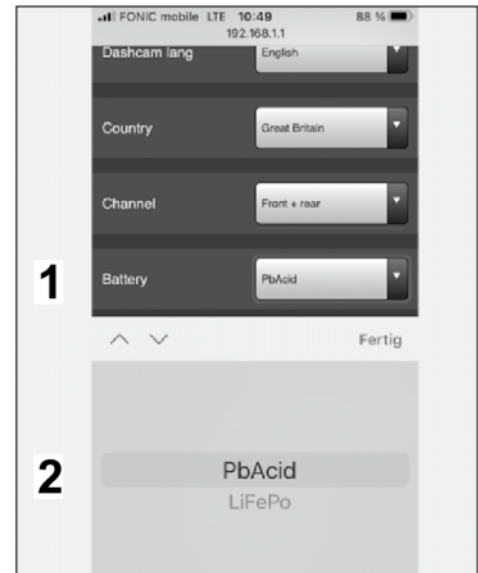 FONIC mobile LTE 10:49 88 %
192.168.1.1
Dashcam lang English
Country Great Britain
Channel Front + rear
1 Battery PbAcid
Fertig
2 PbAcid
LiFePo